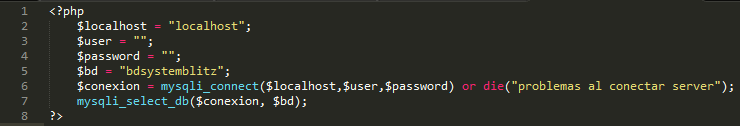 1 <?php
2 $localhost = "localhost";
3 $user = "";
4 $password = "";
5 $bd = "bdsystemblitz";
6 $conexion = mysqli_connect($localhost,$user,$password) or die("problemas al conectar server");
7 mysqli_select_db($conexion, $bd);
8 ?>